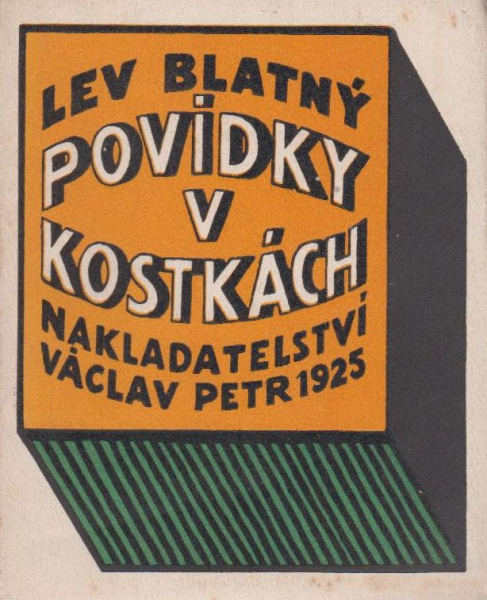 LEV BLATNÝ
POVÍDKY
V
KOSTKÁCH
NAKLADATELSTVÍ
VÁCLAV PETR 1925